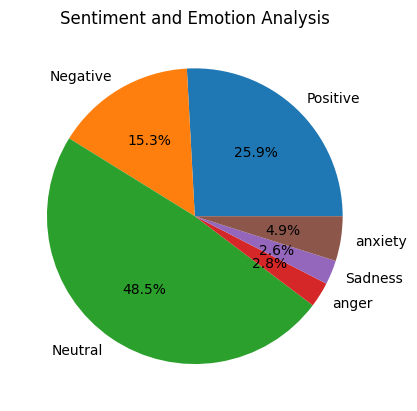 Sentiment and Emotion Analysis
Positive
25.9%
Negative
15.3%
Neutral
48.5%
anger
2.8%
Sadness
2.6%
anxiety
4.9%